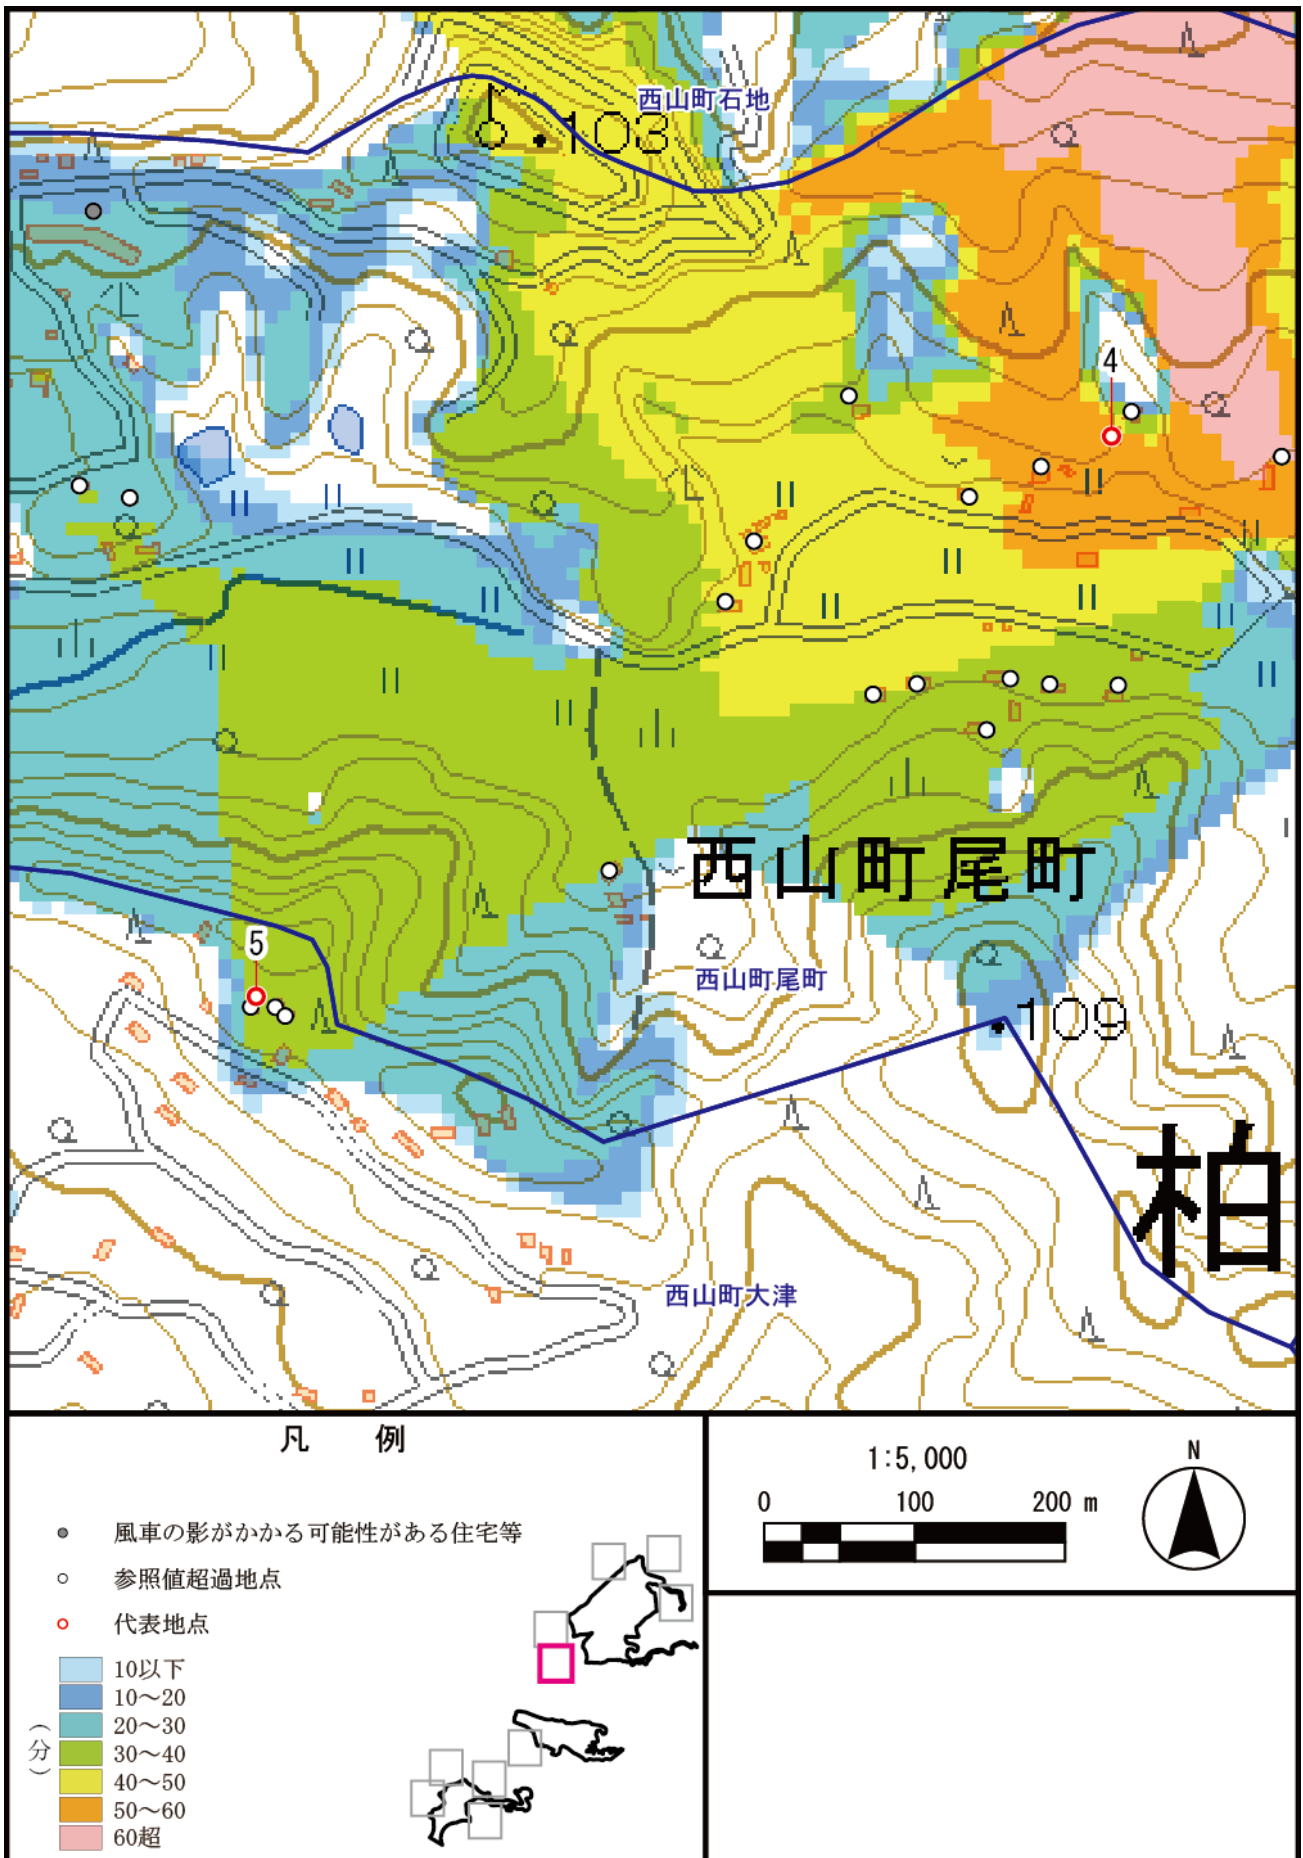 西山町石地
103
4
西山町尾町
5
西山町尾町
109
柏
西山町大津
凡 例
風車の影がかかる可能性がある住宅等
参照値超過地点
代表地点
(分)
10以下
10～20
20～30
30～40
40～50
50～60
60超
1:5,000
0 100 200 m
N